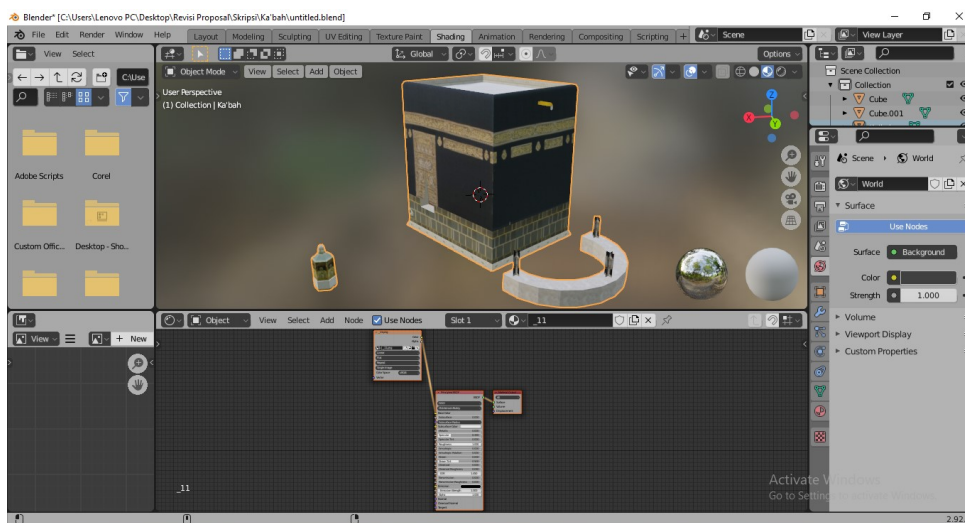 Blender* [C:\Users\Lenovo PC\Desktop\Revisi Proposal\Skripsi\Ka'bah\untitled.blend]
File Edit Render Window Help Layout Modeling Sculpting UV Editing Texture Paint Shading Animation Rendering Compositing Scripting + Scene View Layer
View Select Global Options
C:\Use
Object Mode View Select Add Object
User Perspective
(1) Collection | Ka'bah
Adobe Scripts Corel
Custom Offic... Desktop - Sho...
Scene Collection
Collection
Cube
Cube.001
Scene World
World
Surface
Use Nodes
Surface Background
Color
Strength 1.000
Volume
Viewport Display
Custom Properties
Object View Select Add Node Use Nodes Slot 1 _11
View + New
_11
Activate Windows
Go to Settings to activate Windows.
2.92